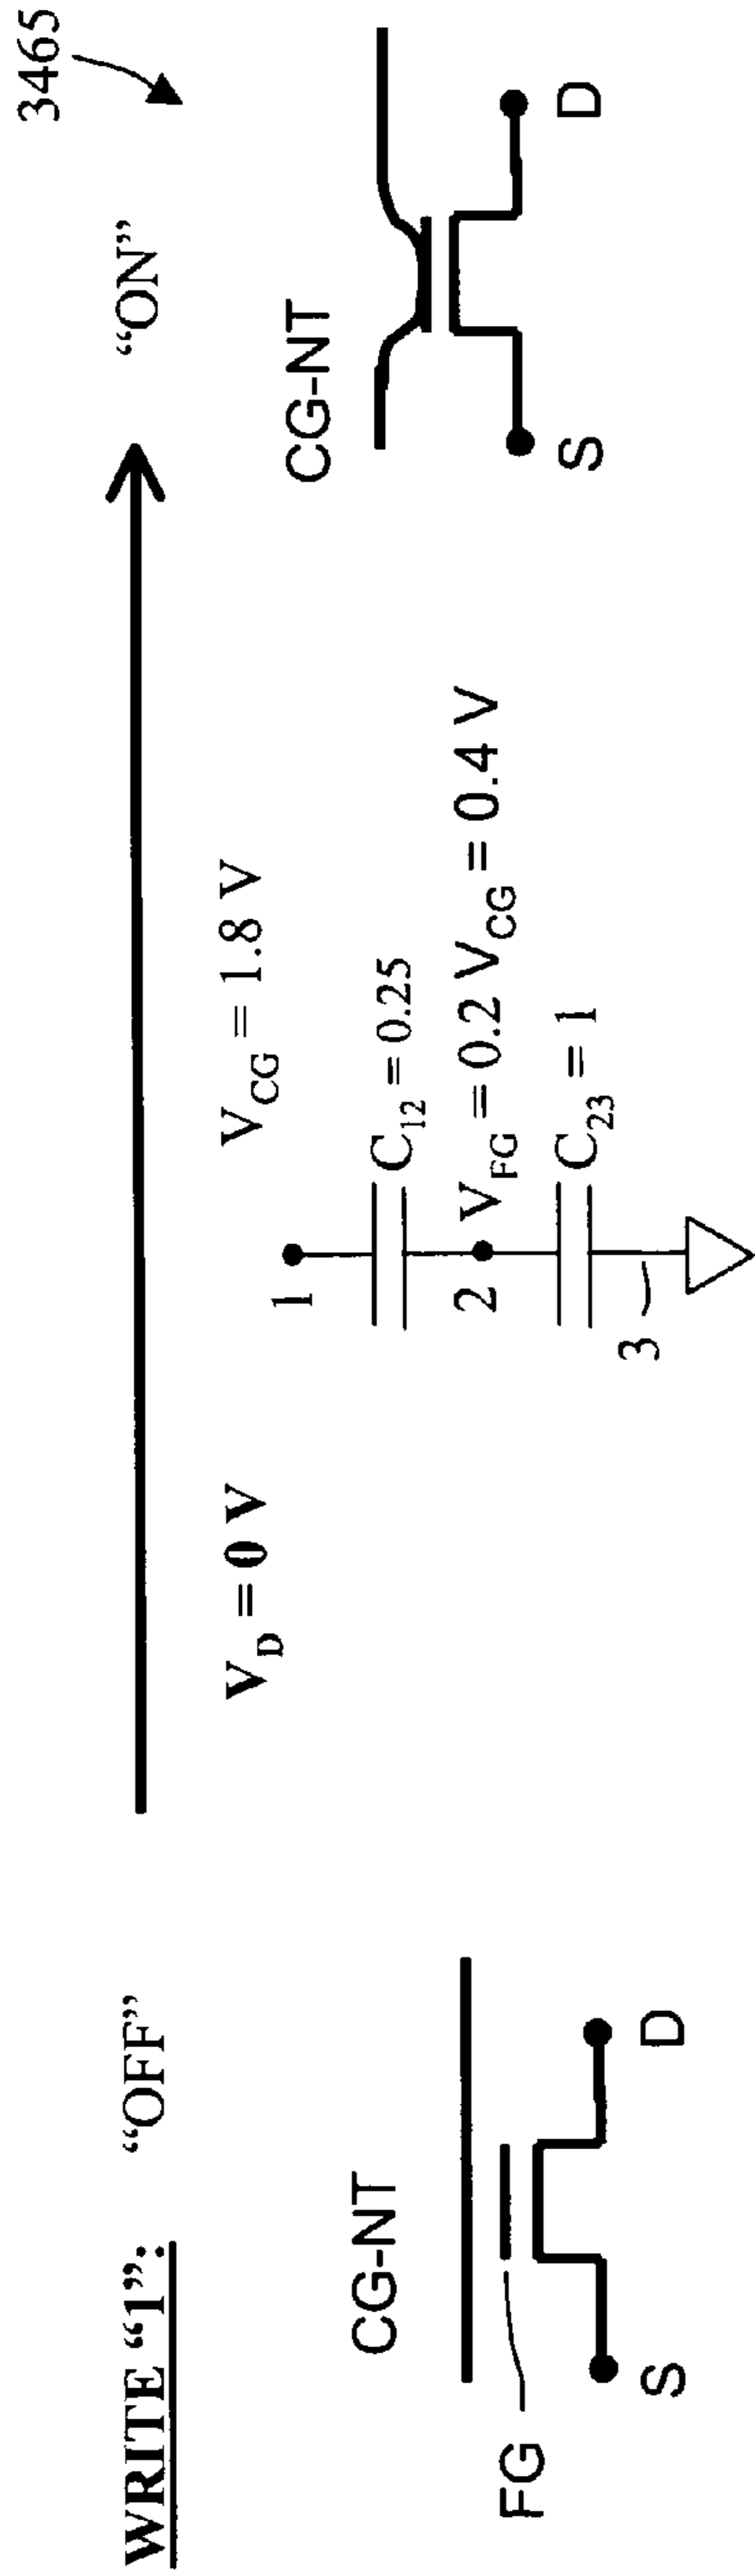 3465
WRITE “1”: “OFF” “ON”
V_D = 0 V V_CG = 1.8 V
CG-NT CG-NT
1
C_12 = 0.25
FG
2 V_FG = 0.2 V_CG = 0.4 V
C_23 = 1
3
S D S D